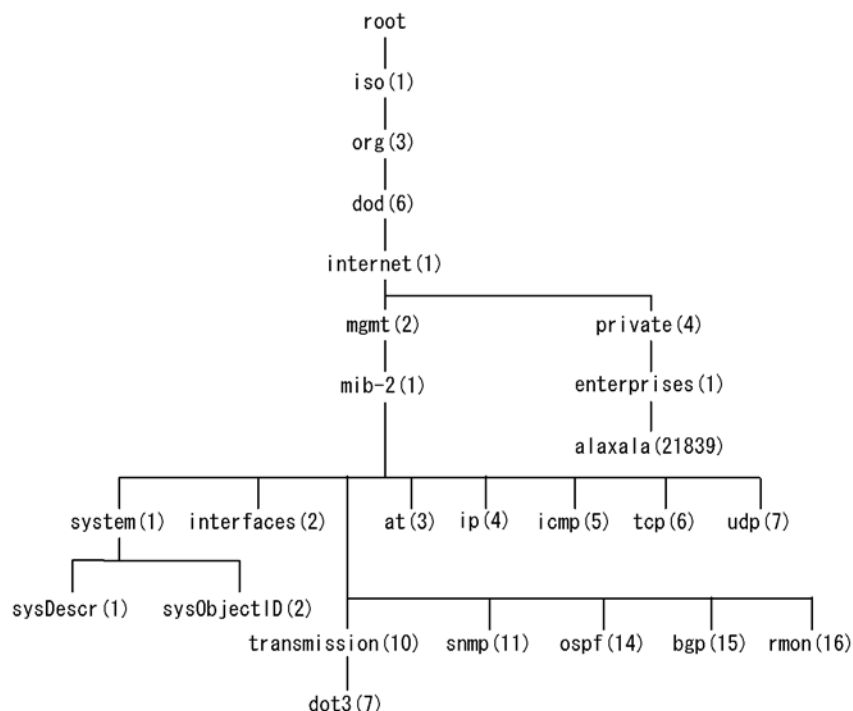 root
iso(1)
org(3)
dod(6)
internet(1)
mgmt(2) private(4)
mib-2(1) enterprises(1)
alaxala(21839)
system(1) interfaces(2) at(3) ip(4) icmp(5) tcp(6) udp(7)
sysDescr(1) sysObjectID(2)
transmission(10) snmp(11) ospf(14) bgp(15) rmon(16)
dot3(7)